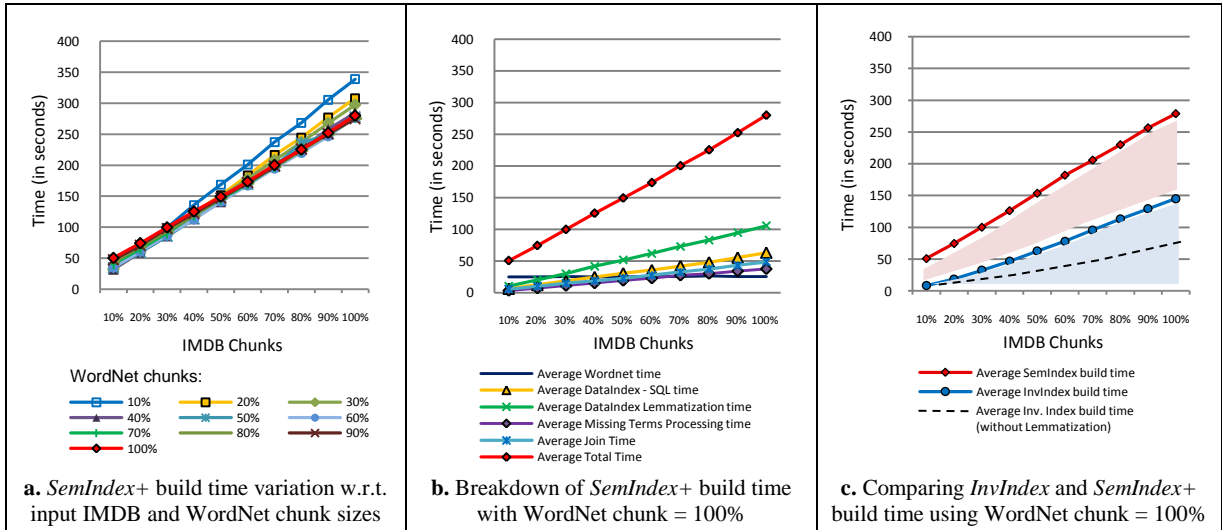 400
350
300
250
200
150
100
50
0
Time (in seconds)
10% 20% 30% 40% 50% 60% 70% 80% 90% 100%
IMDB Chunks
WordNet chunks:
10% 20% 30%
40% 50% 60%
70% 80% 90%
100%
a. SemIndex+ build time variation w.r.t.
input IMDB and WordNet chunk sizes
400
350
300
250
200
150
100
50
0
Time (in seconds)
10% 20% 30% 40% 50% 60% 70% 80% 90% 100%
IMDB Chunks
Average Wordnet time
Average DataIndex - SQL time
Average DataIndex Lemmatization time
Average Missing Terms Processing time
Average Join Time
Average Total Time
b. Breakdown of SemIndex+ build time
with WordNet chunk = 100%
400
350
300
250
200
150
100
50
0
Time (in seconds)
10% 20% 30% 40% 50% 60% 70% 80% 90% 100%
IMDB Chunks
Average SemIndex build time
Average InvIndex build time
Average Inv. Index build time
(without Lemmatization)
c. Comparing InvIndex and SemIndex+
build time using WordNet chunk = 100%